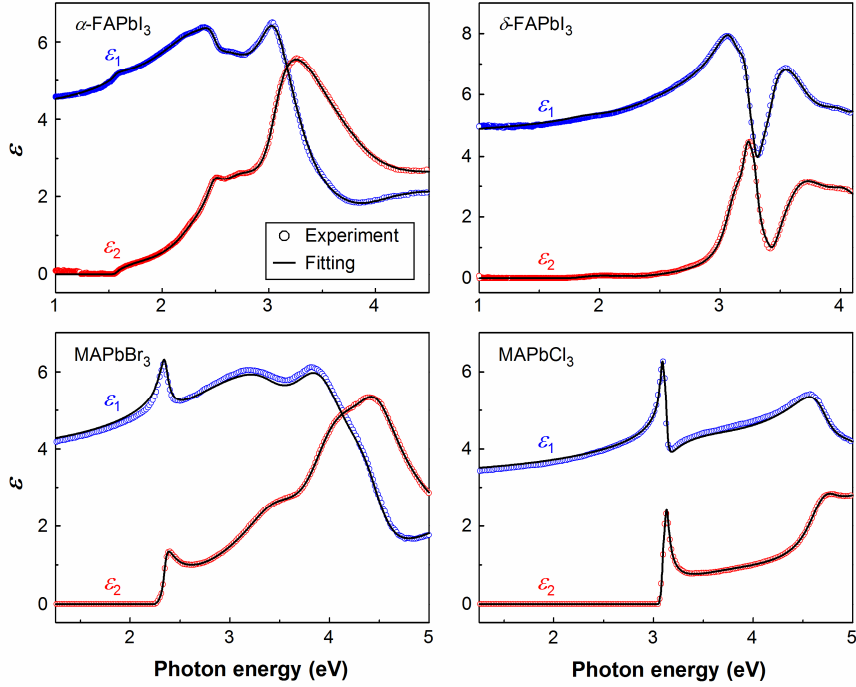 α-FAPbI3
ε1
ε2
Experiment
Fitting
ε
0
2
4
6
1
2
3
4
δ-FAPbI3
ε1
ε2
0
2
4
6
8
1
2
3
4
MAPbBr3
ε1
ε2
ε
0
2
4
6
2
3
4
5
Photon energy (eV)
MAPbCl3
ε1
ε2
0
2
4
6
2
3
4
5
Photon energy (eV)